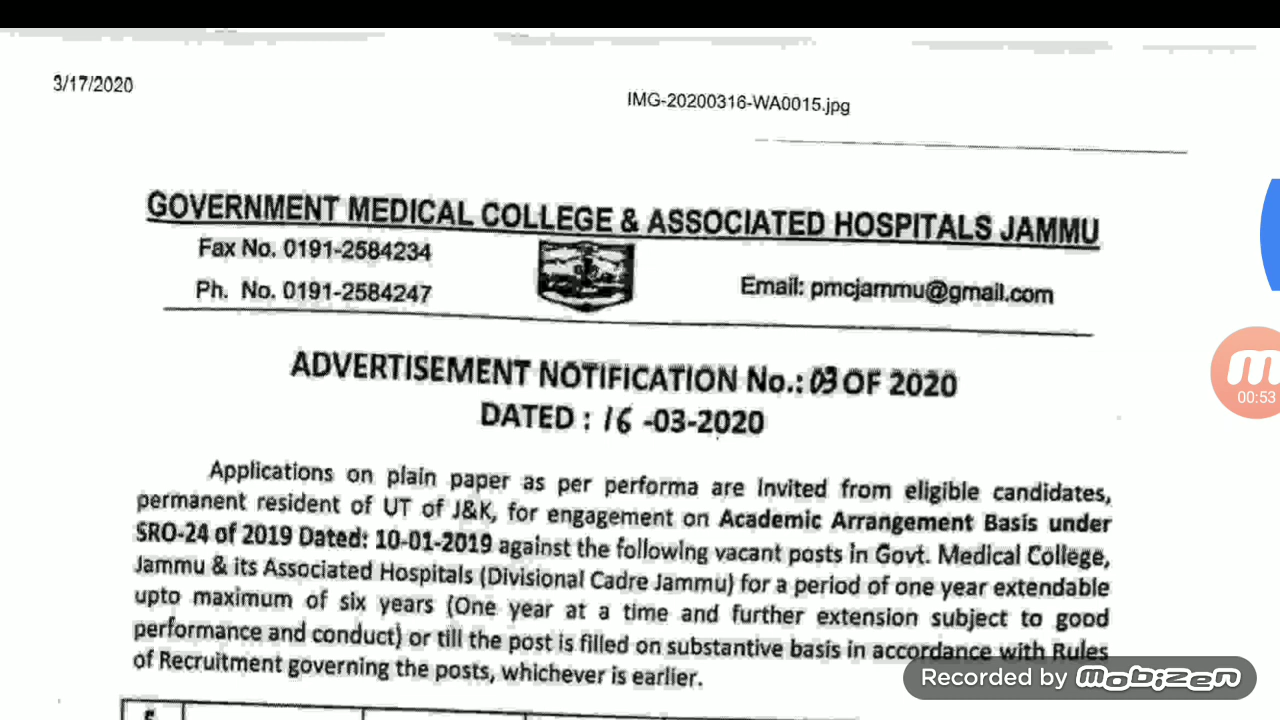 3/17/2020
IMG-20200316-WA0015.jpg
GOVERNMENT MEDICAL COLLEGE & ASSOCIATED HOSPITALS JAMMU
Fax No. 0191-2584234
Ph. No. 0191-2584247
Email: pmcjammu@gmail.com
ADVERTISEMENT NOTIFICATION No.: 03 OF 2020
DATED : 16 -03-2020
Applications on plain paper as per performa are invited from eligible candidates,
permanent resident of UT of J&K, for engagement on Academic Arrangement Basis under
SRO-24 of 2019 Dated: 10-01-2019 against the following vacant posts in Govt. Medical College,
Jammu & its Associated Hospitals (Divisional Cadre Jammu) for a period of one year extendable
upto maximum of six years (One year at a time and further extension subject to good
performance and conduct) or till the post is filled on substantive basis in accordance with Rules
of Recruitment governing the posts, whichever is earlier.
00:53
Recorded by mobizen